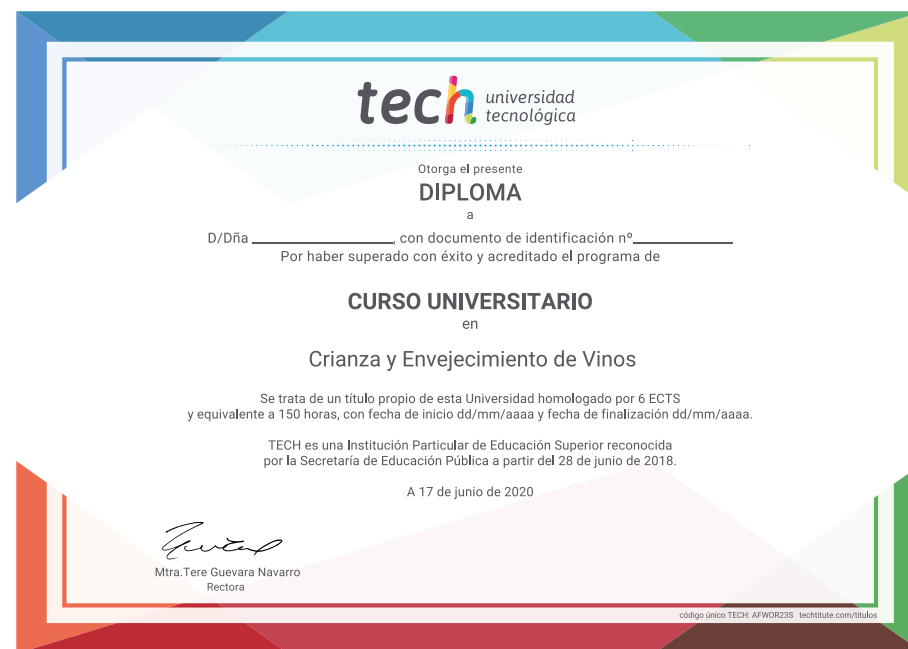 tech universidad
tecnológica
Otorga el presente
DIPLOMA
a
D/Dña ____________, con documento de identificación nº____________
Por haber superado con éxito y acreditado el programa de
CURSO UNIVERSITARIO
en
Crianza y Envejecimiento de Vinos
Se trata de un título propio de esta Universidad homologado por 6 ECTS
y equivalente a 150 horas, con fecha de inicio dd/mm/aaaa y fecha de finalización dd/mm/aaaa.
TECH es una Institución Particular de Educación Superior reconocida
por la Secretaría de Educación Pública a partir del 28 de junio de 2018.
A 17 de junio de 2020
Mtra.Tere Guevara Navarro
Rectora
código único TECH: AFWOR23S techtitute.com/titulos